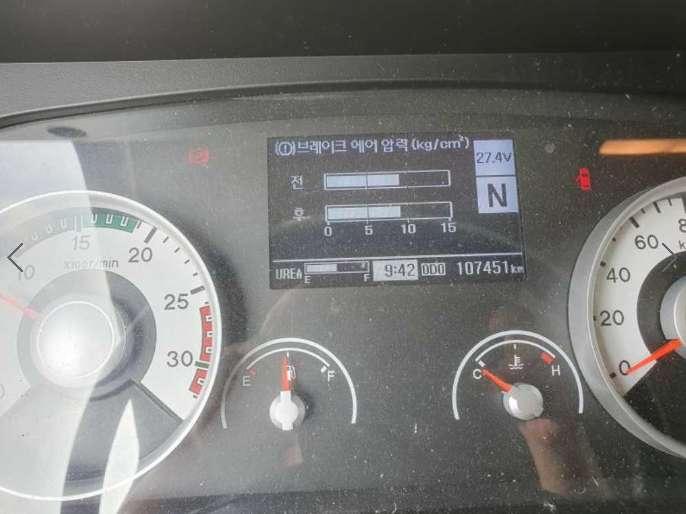 (!) 브레이크 에어 압력 (kg/cm²)
27.4V
전
N
후
0 5 10 15
UREA E F 9:42 ODO 107451km
10 15 20 25 30
x100r/min
E F
C H
0 20 40 60